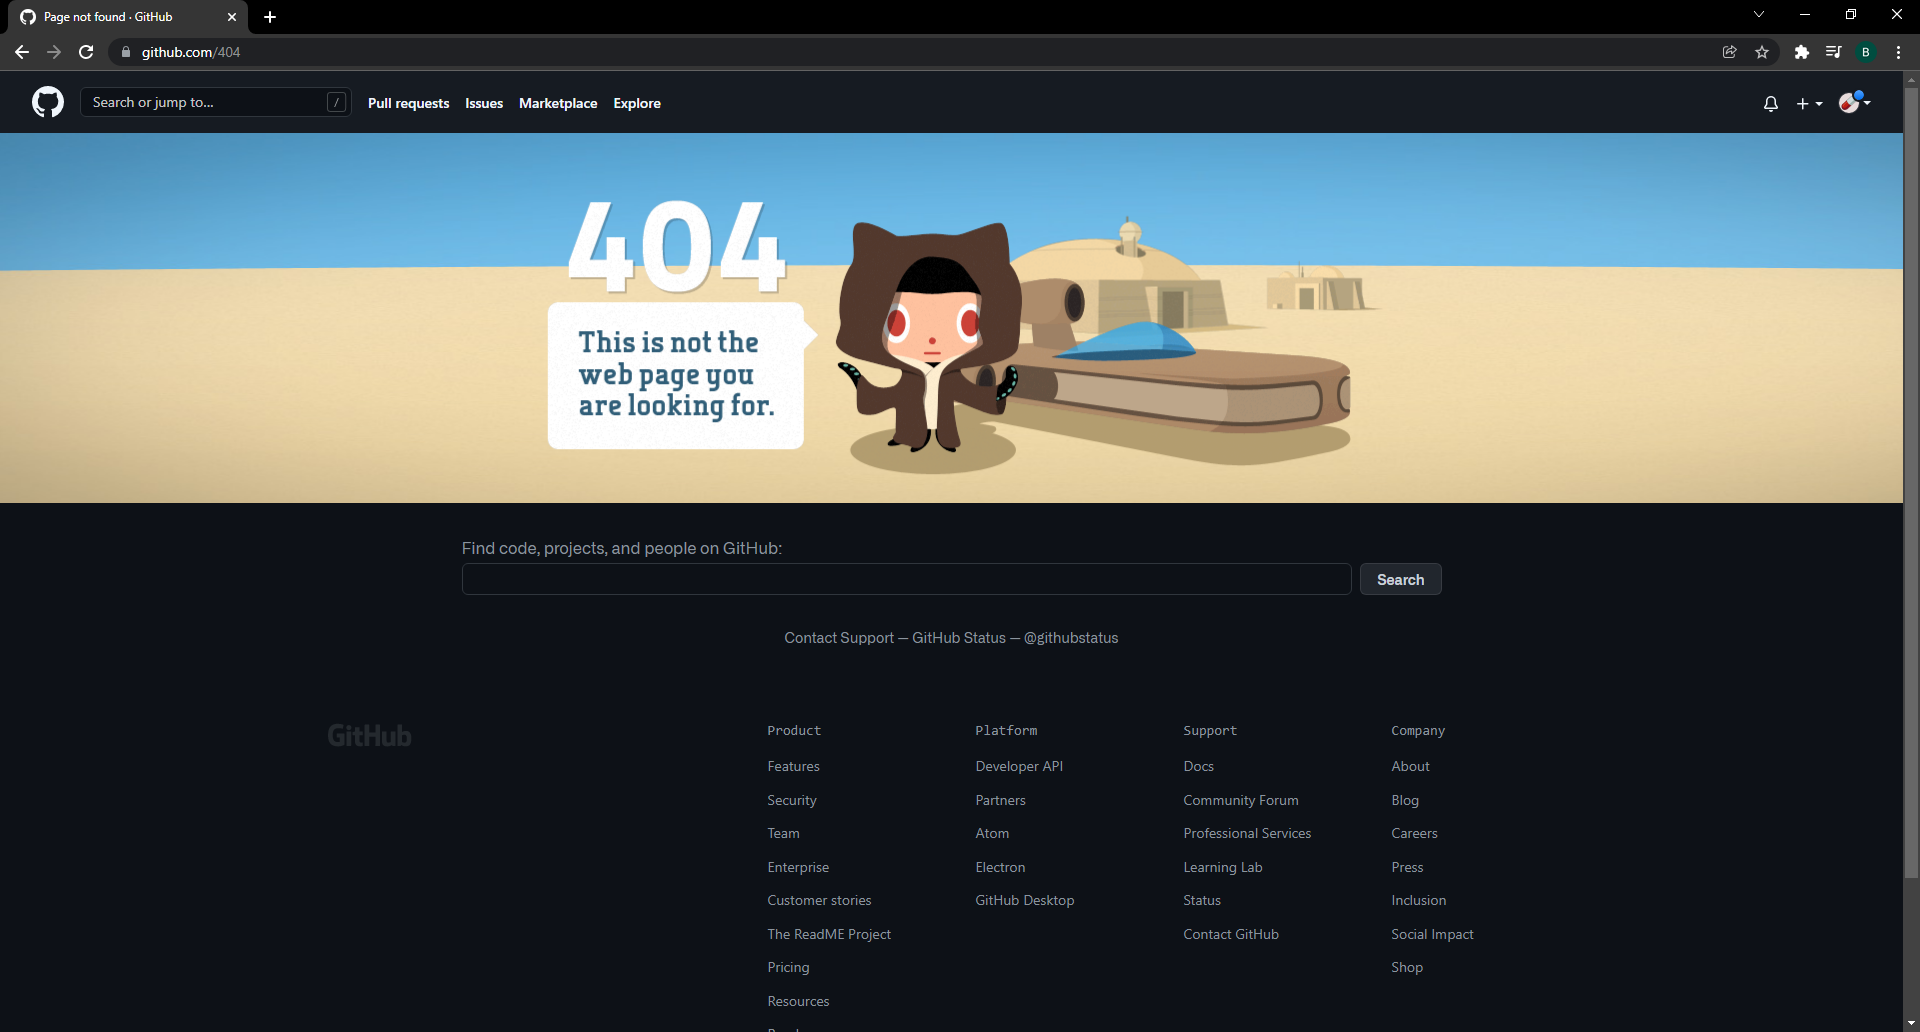 Page not found · GitHub
github.com/404
B
Search or jump to...
/
Pull requests
Issues
Marketplace
Explore
404
This is not the
web page you
are looking for.
Find code, projects, and people on GitHub:
Search
Contact Support — GitHub Status — @githubstatus
GitHub
Product
Features
Security
Team
Enterprise
Customer stories
The ReadME Project
Pricing
Resources
Platform
Developer API
Partners
Atom
Electron
GitHub Desktop
Support
Docs
Community Forum
Professional Services
Learning Lab
Status
Contact GitHub
Company
About
Blog
Careers
Press
Inclusion
Social Impact
Shop